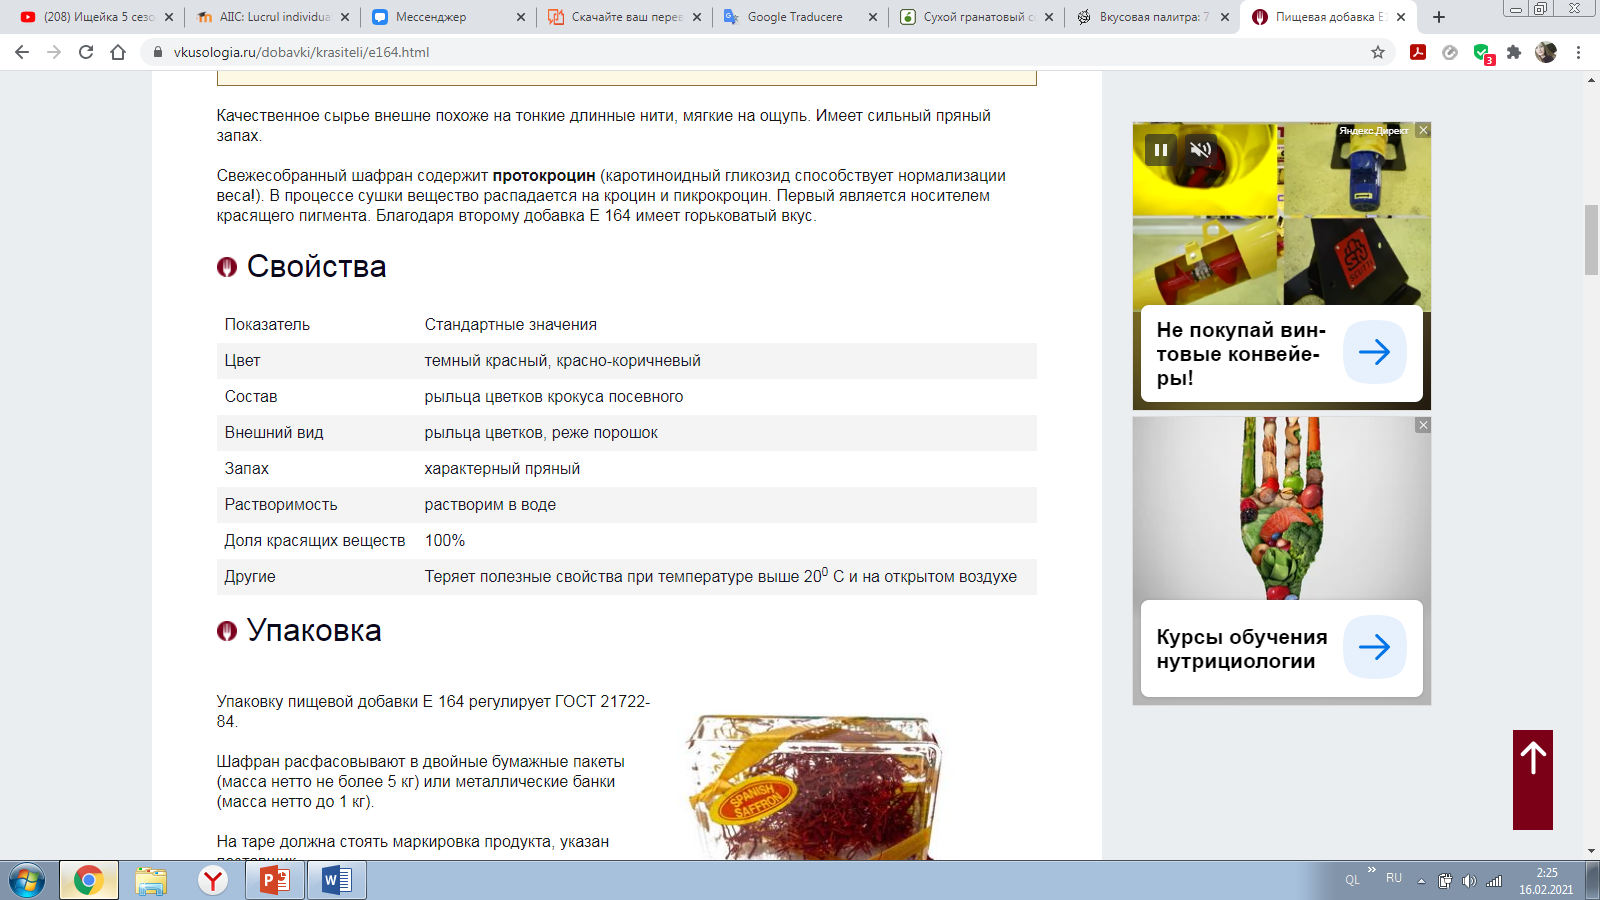 (208) Ищейка 5 сезо
AIIC: Lucrul individua
Мессенджер
Скачайте ваш перев
Google Traducere
Сухой гранатовый с
Вкусовая палитра: 7
Пищевая добавка Е
vkusologia.ru/dobavki/krasiteli/e164.html
3
Качественное сырье внешне похоже на тонкие длинные нити, мягкие на ощупь. Имеет сильный пряный
запах.
Свежесобранный шафран содержит протокроцин (каротиноидный гликозид способствует нормализации
веса!). В процессе сушки вещество распадается на кроцин и пикрокроцин. Первый является носителем
красящего пигмента. Благодаря второму добавка Е 164 имеет горьковатый вкус.
Свойства
Показатель Стандартные значения
Цвет темный красный, красно-коричневый
Состав рыльца цветков крокуса посевного
Внешний вид рыльца цветков, реже порошок
Запах характерный пряный
Растворимость растворим в воде
Доля красящих веществ 100%
Другие Теряет полезные свойства при температуре выше 20⁰ С и на открытом воздухе
Упаковка
Упаковку пищевой добавки Е 164 регулирует ГОСТ 21722-
84.
Шафран расфасовывают в двойные бумажные пакеты
(масса нетто не более 5 кг) или металлические банки
(масса нетто до 1 кг).
На таре должна стоять маркировка продукта, указан
поставщик
SPANISH
SAFFRON
Яндекс.Директ
Не покупай вин-
товые конвейе-
ры!
Курсы обучения
нутрициологии
QL
RU
2:25
16.02.2021